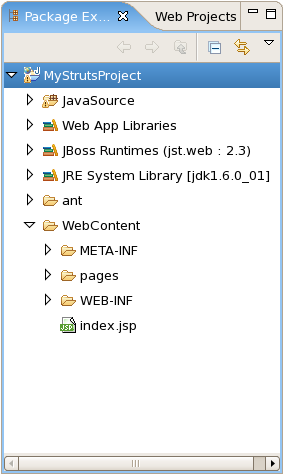 Package Ex...
Web Projects
MyStrutsProject
JavaSource
Web App Libraries
JBoss Runtimes (jst.web : 2.3)
JRE System Library [jdk1.6.0_01]
ant
WebContent
META-INF
pages
WEB-INF
JSP index.jsp